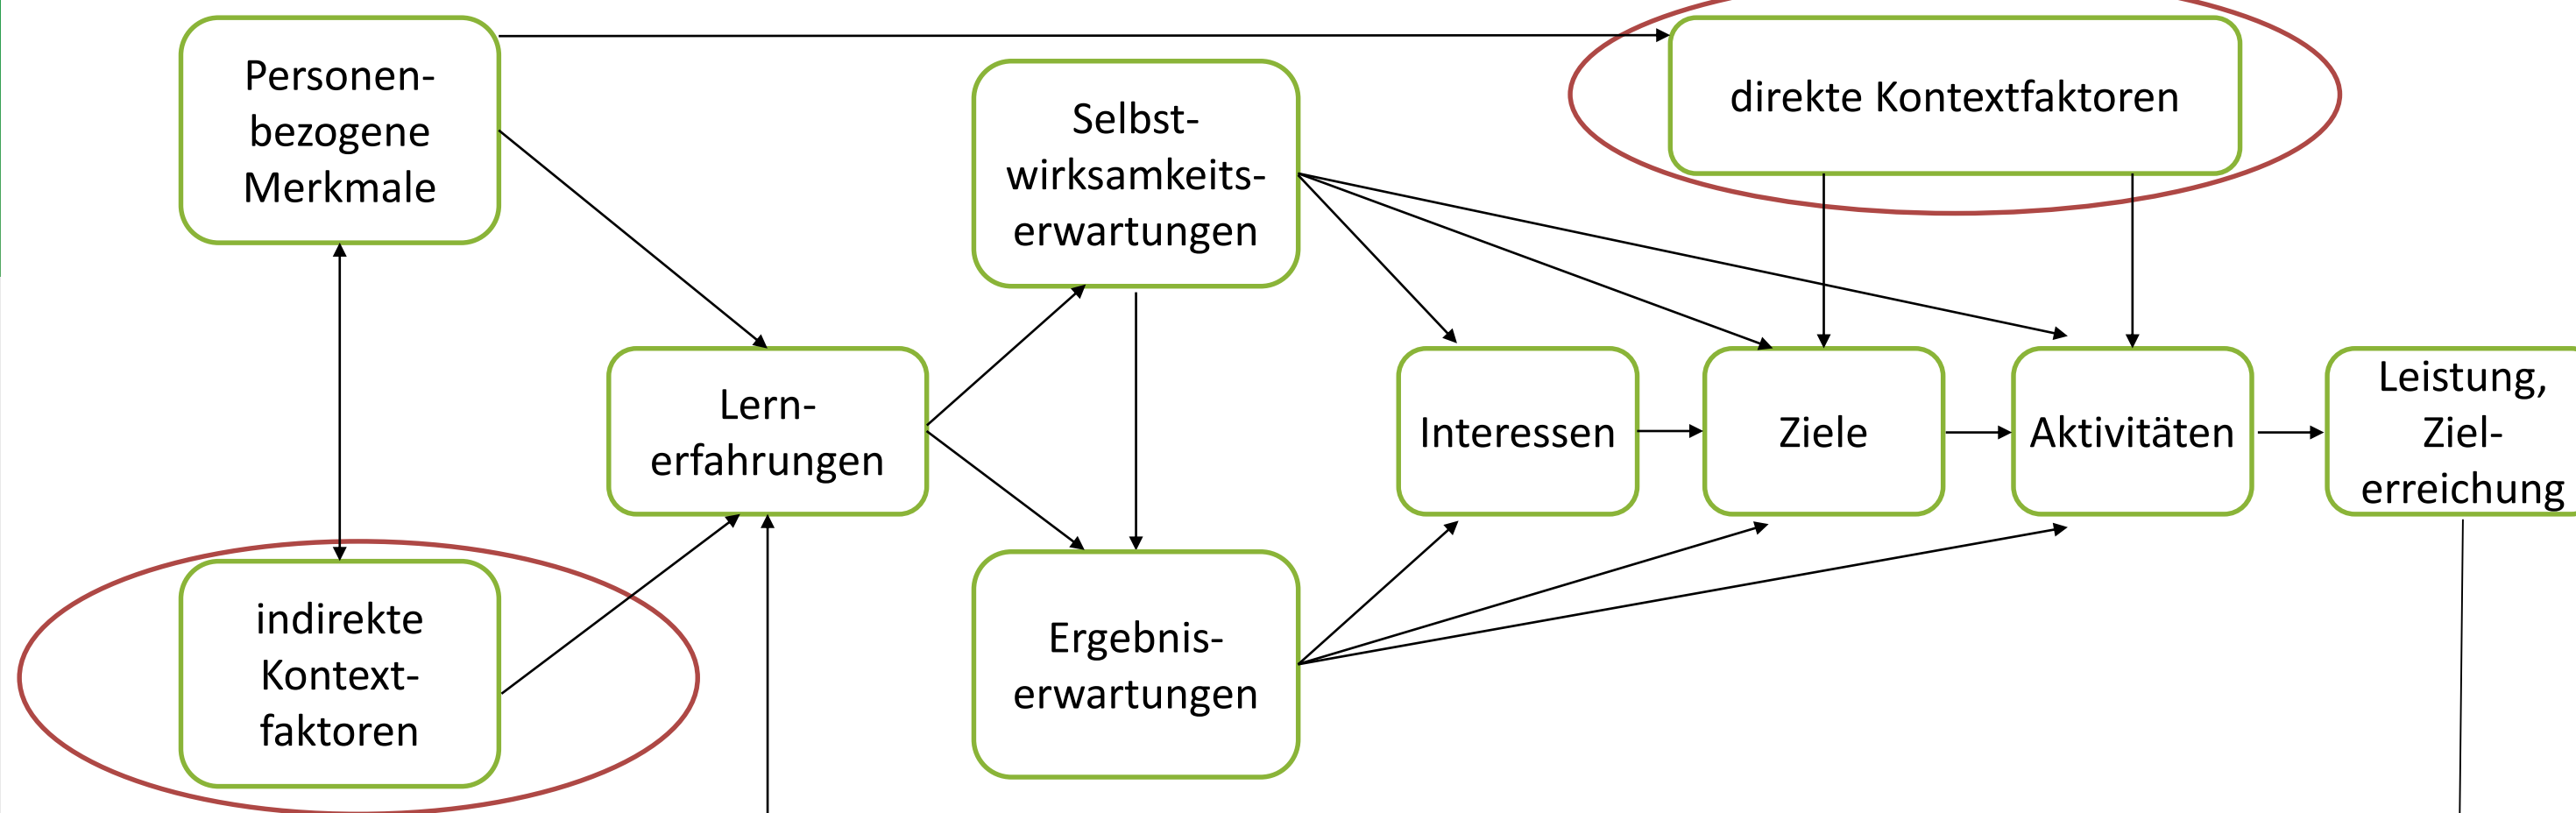 Personen-
bezogene
Merkmale
direkte Kontextfaktoren
Selbst-
wirksamkeits-
erwartungen
Lern-
erfahrungen
Interessen
Ziele
Aktivitäten
Leistung,
Ziel-
erreichung
indirekte
Kontext-
faktoren
Ergebnis-
erwartungen